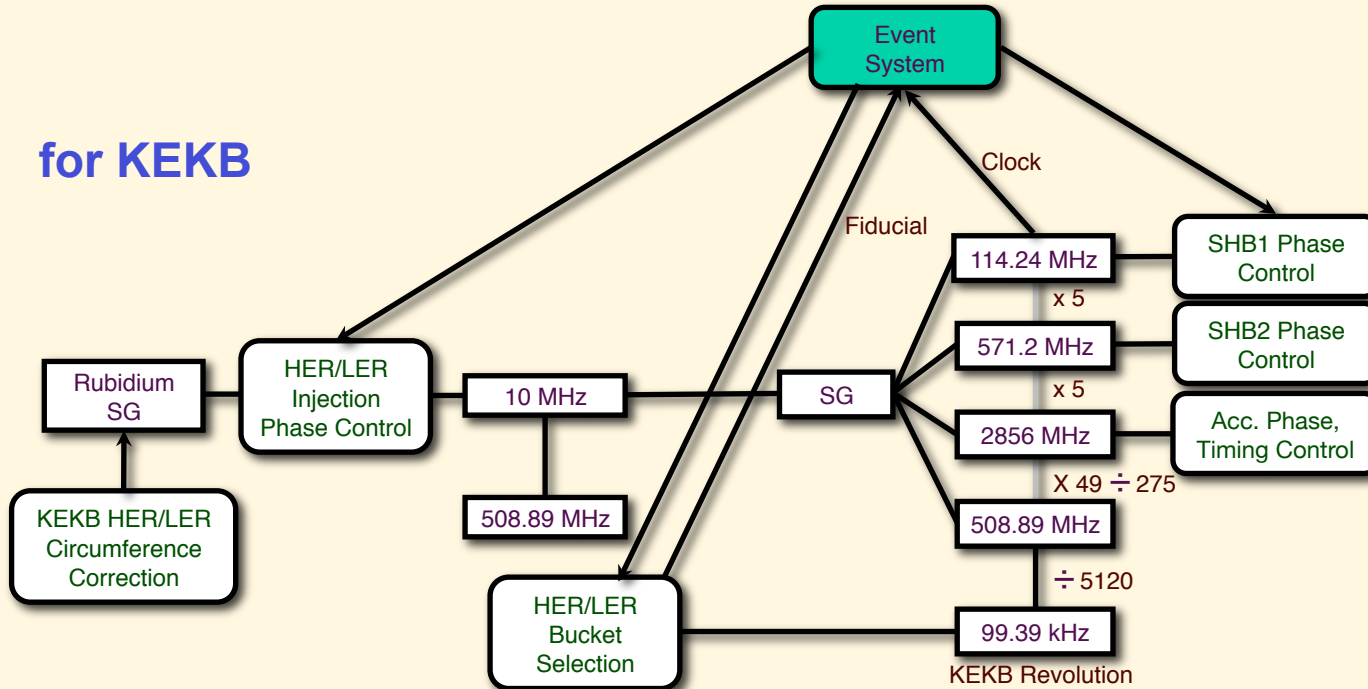 Event
System
for KEKB
Clock
Fiducial
114.24 MHz
SHB1 Phase
Control
x 5
571.2 MHz
SHB2 Phase
Control
x 5
Rubidium
SG
HER/LER
Injection
Phase Control
10 MHz
SG
2856 MHz
Acc. Phase,
Timing Control
X 49 ÷ 275
KEKB HER/LER
Circumference
Correction
508.89 MHz
508.89 MHz
÷ 5120
HER/LER
Bucket
Selection
99.39 kHz
KEKB Revolution